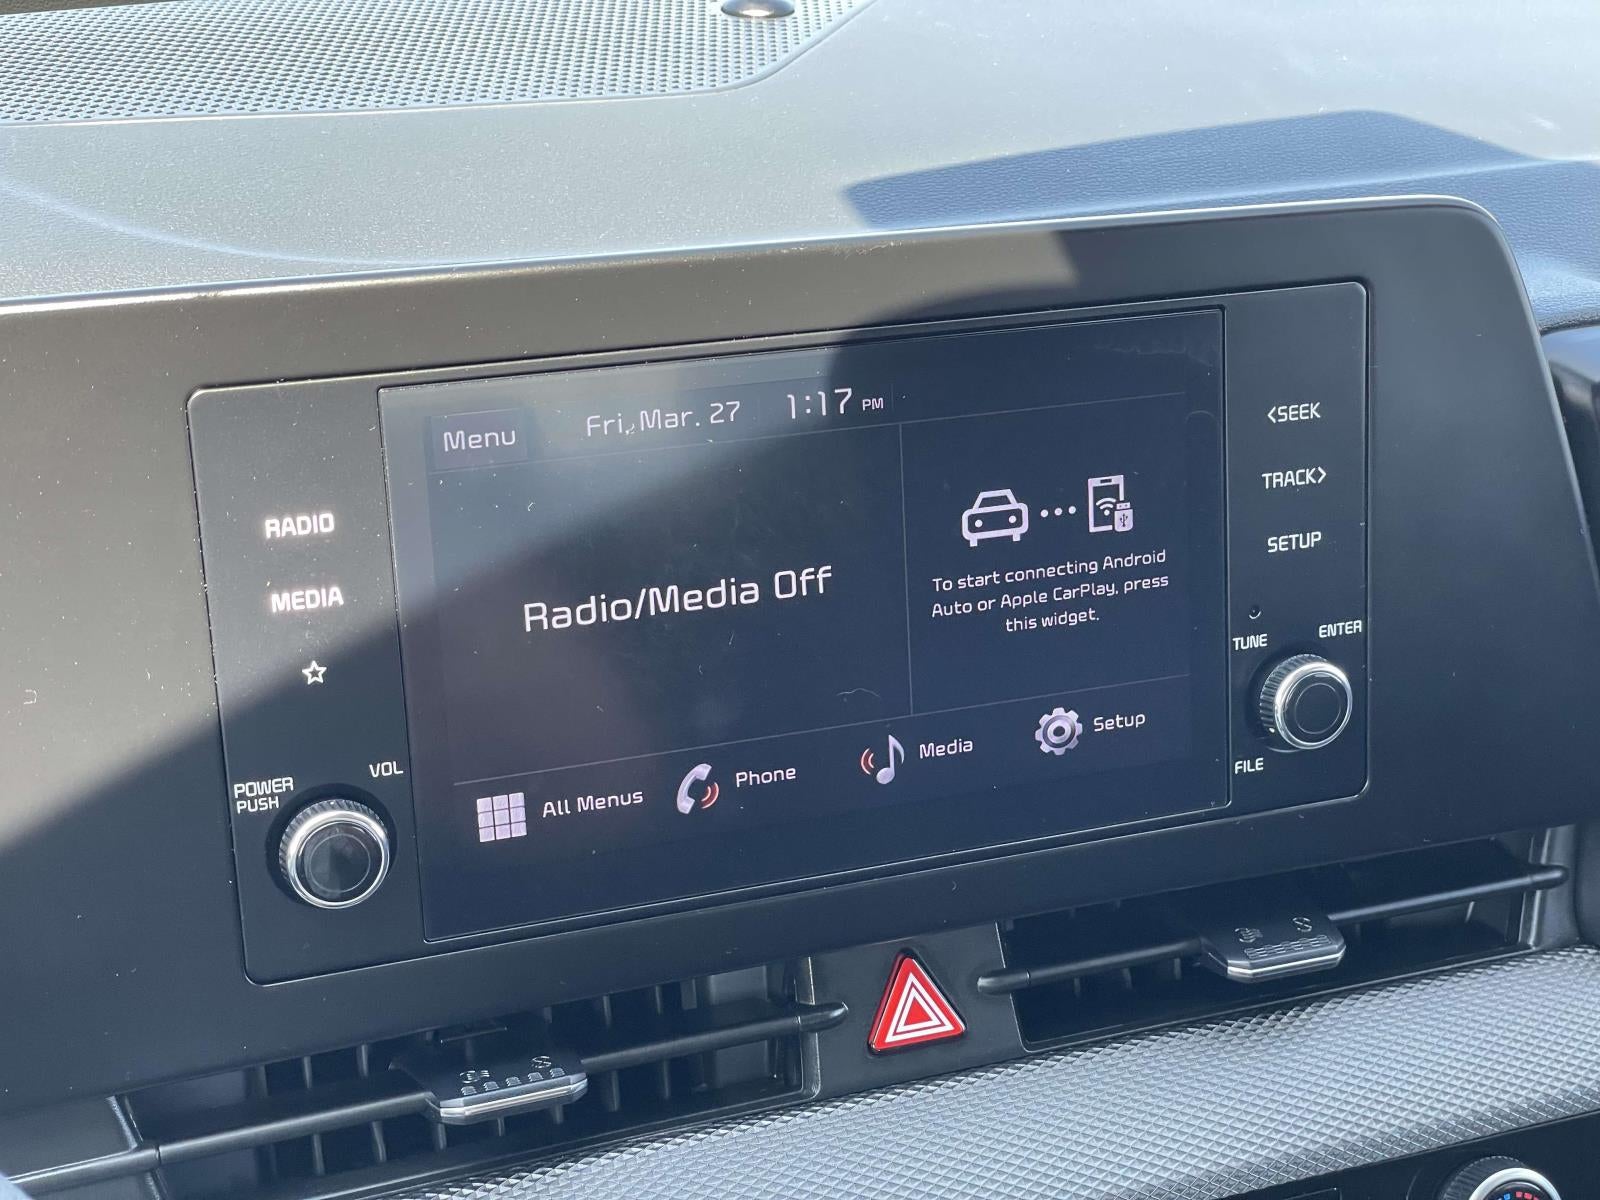 Menu
Fri, Mar. 27
1:17 PM
RADIO
MEDIA
POWER
PUSH
VOL
Radio/Media Off
To start connecting Android
Auto or Apple CarPlay, press
this widget.
All Menus
Phone
Media
Setup
<SEEK
TRACK>
SETUP
TUNE
ENTER
FILE